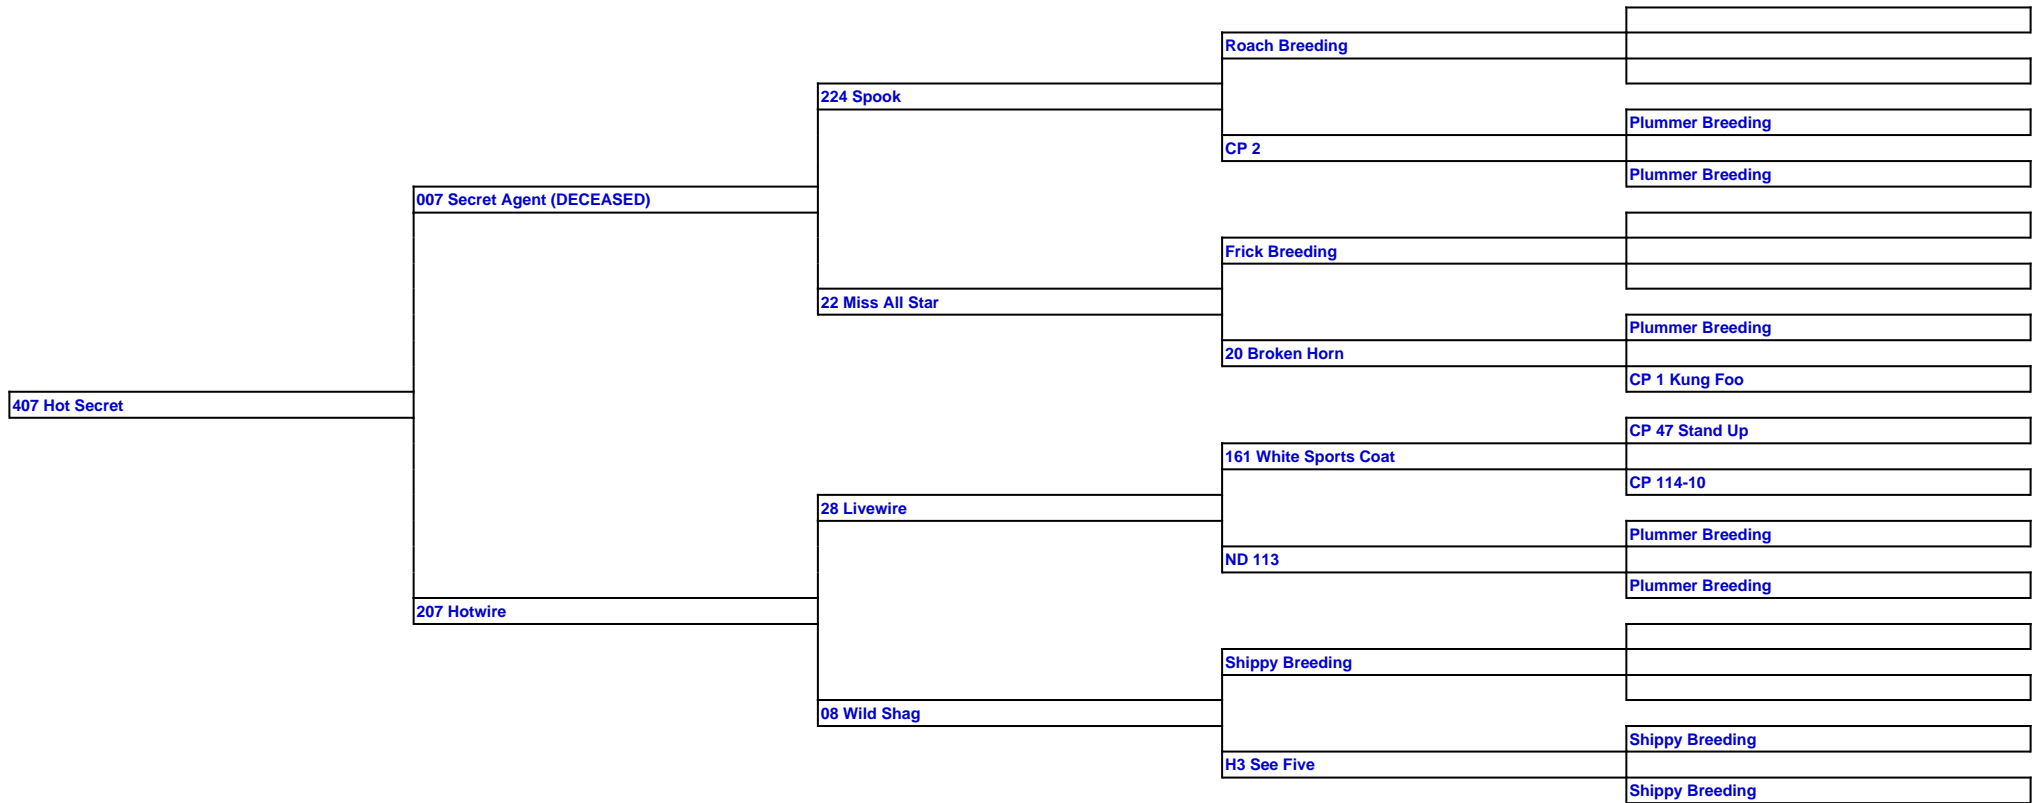 Roach Breeding
224 Spook
Plummer Breeding
CP 2
Plummer Breeding
007 Secret Agent (DECEASED)
Frick Breeding
22 Miss All Star
Plummer Breeding
20 Broken Horn
CP 1 Kung Foo
407 Hot Secret
CP 47 Stand Up
161 White Sports Coat
CP 114-10
28 Livewire
Plummer Breeding
ND 113
Plummer Breeding
207 Hotwire
Shippy Breeding
08 Wild Shag
Shippy Breeding
H3 See Five
Shippy Breeding